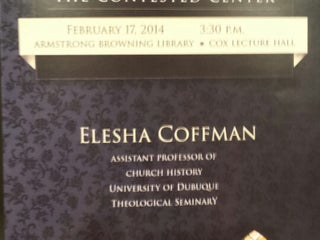 THE CONTESTED CENTER
FEBRUARY 17, 2014 3:30 P.M.
ARMSTRONG BROWNING LIBRARY ★ COX LECTURE HALL
ELESHA COFFMAN
ASSISTANT PROFESSOR OF
CHURCH HISTORY
UNIVERSITY OF DUBUQUE
THEOLOGICAL SEMINARY